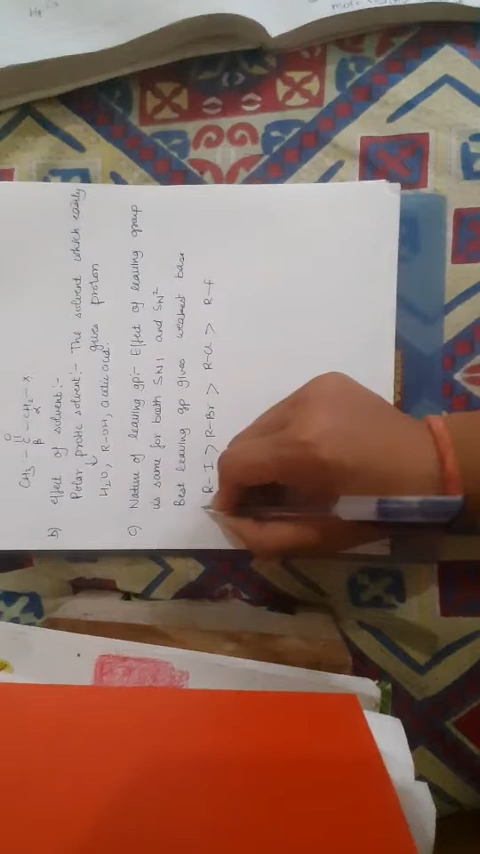 O
||
CH₃ - C - CH₂ - X
β α
b) effect of solvent:-
Polar protic solvent:- The solvent which easily
gives proton
H₂O, R-OH, acetic acid.
c) Nature of leaving gp:- Effect of leaving group
is same for both SN1 and SN²
Best leaving gp gives weakest base
R-I > R-Br > R-Cl > R-f